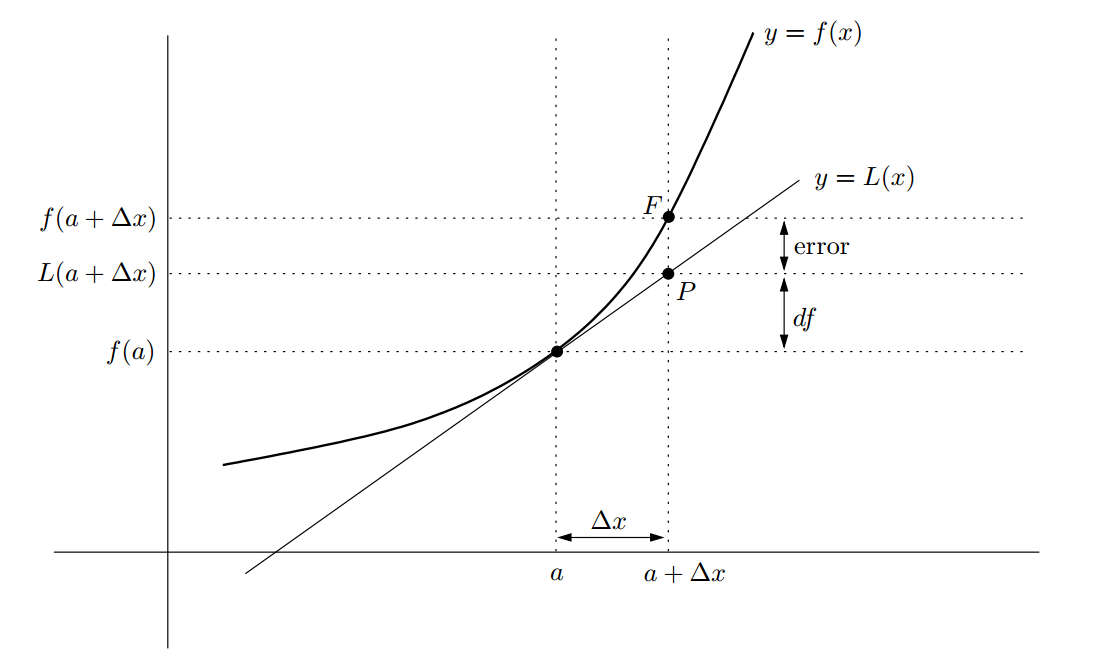 y = f(x)
y = L(x)
F
f(a + Δx)
error
L(a + Δx)
P
df
f(a)
Δx
a
a + Δx